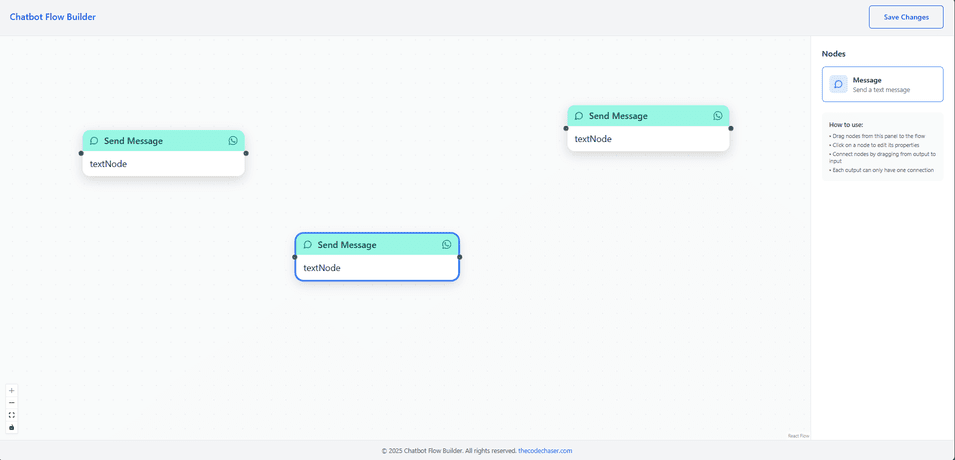 Chatbot Flow Builder
Save Changes
Nodes
Message
Send a text message
How to use:
• Drag nodes from this panel to the flow
• Click on a node to edit its properties
• Connect nodes by dragging from output to
input
• Each output can only have one connection
Send Message
textNode
Send Message
textNode
Send Message
textNode
React Flow
© 2025 Chatbot Flow Builder. All rights reserved. thecodechaser.com